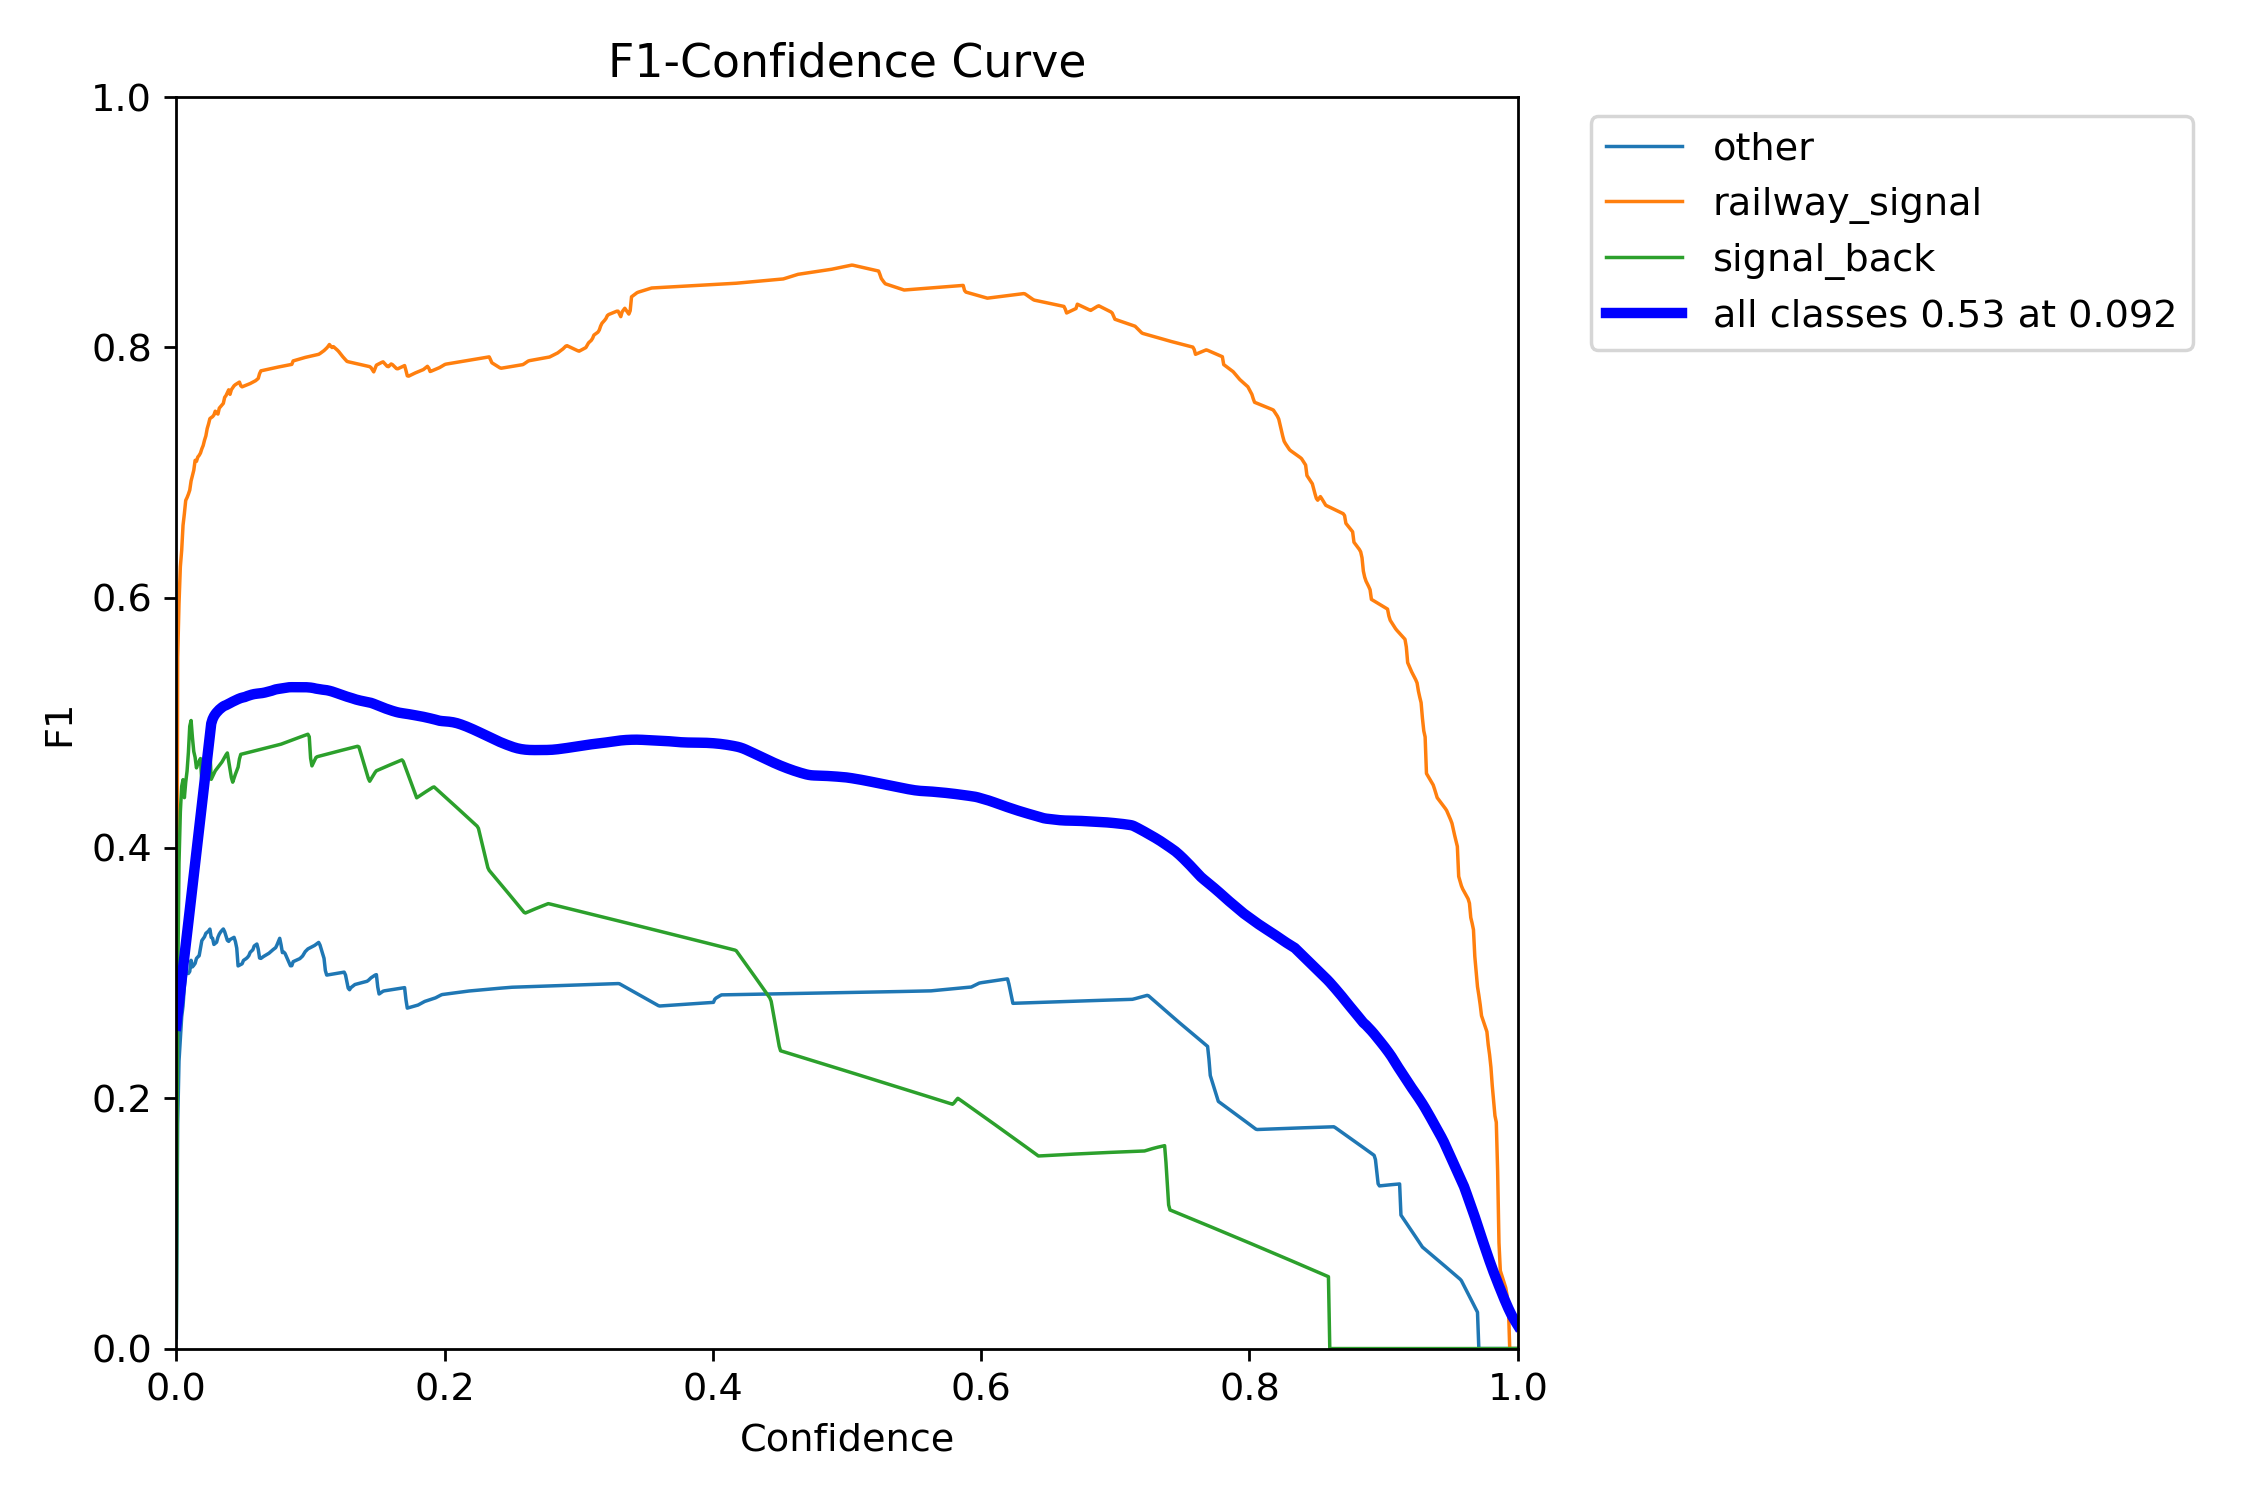 F1-Confidence Curve
1.0
0.8
0.6
0.4
0.2
0.0
F1
0.0 0.2 0.4 0.6 0.8 1.0
Confidence
other
railway_signal
signal_back
all classes 0.53 at 0.092